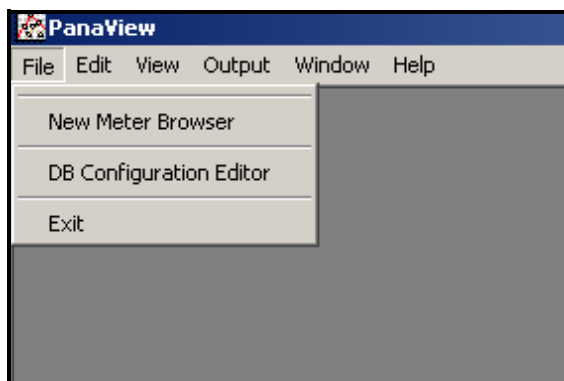 PanaView
File Edit View Output Window Help
New Meter Browser
DB Configuration Editor
Exit